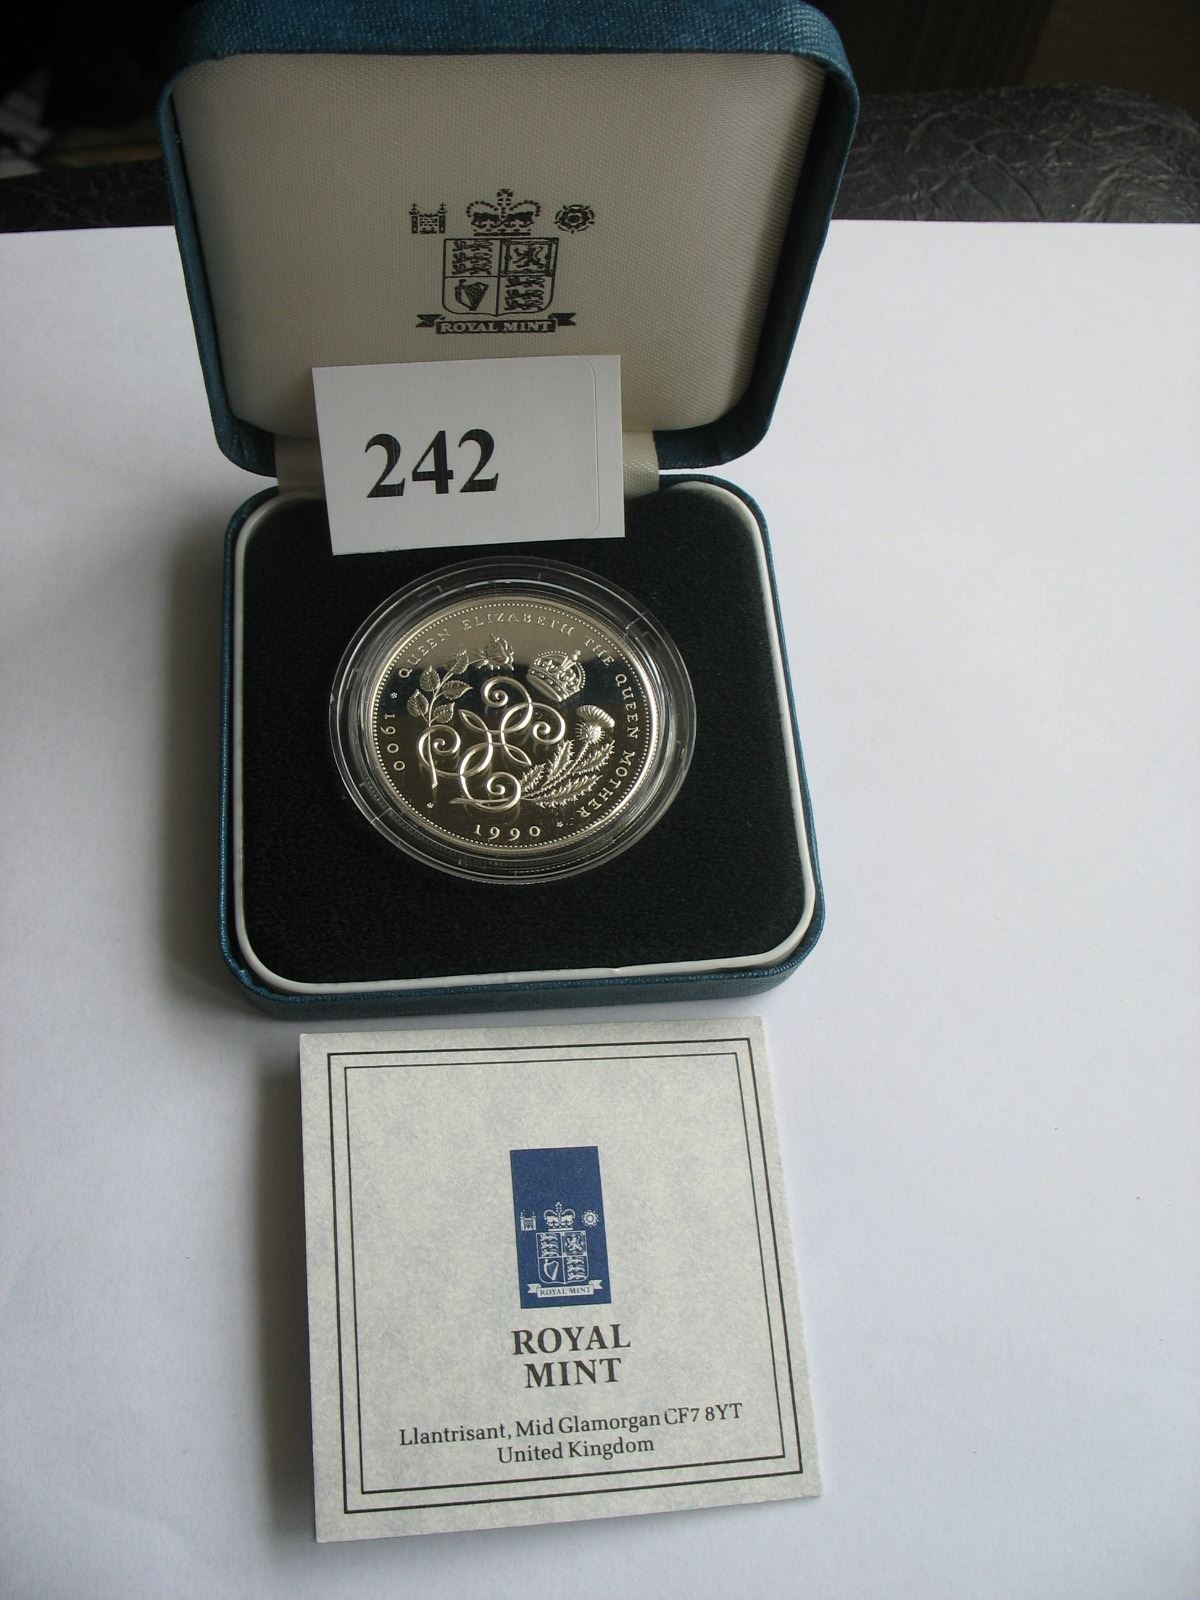 ROYAL MINT
242
1900 * QUEEN ELIZABETH THE QUEEN MOTHER *
1990 *
ROYAL MINT
ROYAL
MINT
Llantrisant, Mid Glamorgan CF7 8YT
United Kingdom